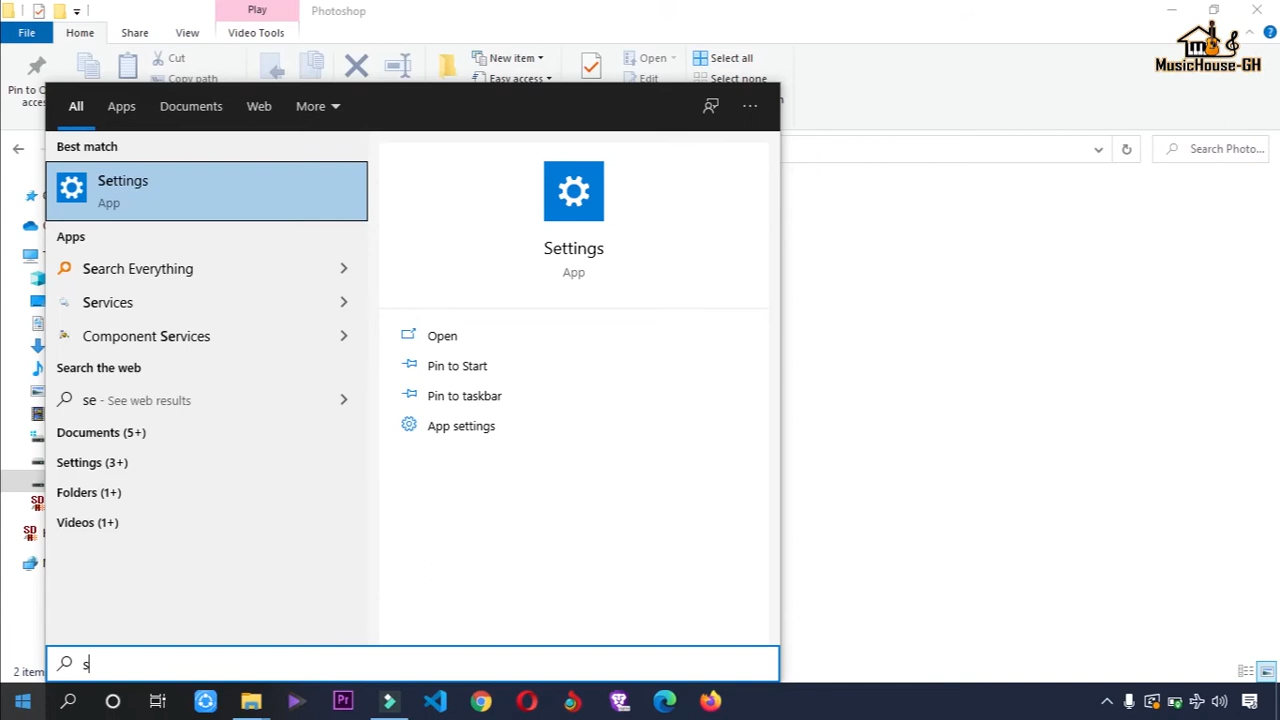 Play
Photoshop
File
Home
Share
View
Video Tools
Cut
New item
Open
Select all
Pin to
Copy path
Easy access
Edit
Select none
MusicHouse-GH
All
Apps
Documents
Web
More
Search Photo...
Best match
Settings
App
Apps
Search Everything
Services
Component Services
Search the web
se - See web results
Documents (5+)
Settings (3+)
Folders (1+)
Videos (1+)
Settings
App
Open
Pin to Start
Pin to taskbar
App settings
s
2 item